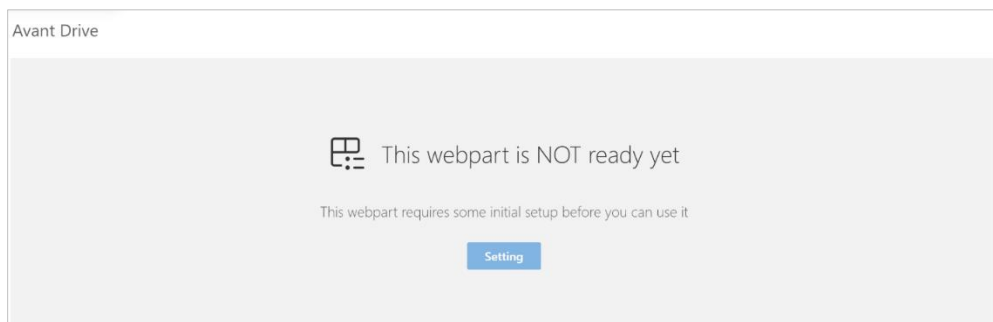 Avant Drive
This webpart is NOT ready yet
This webpart requires some initial setup before you can use it
Setting